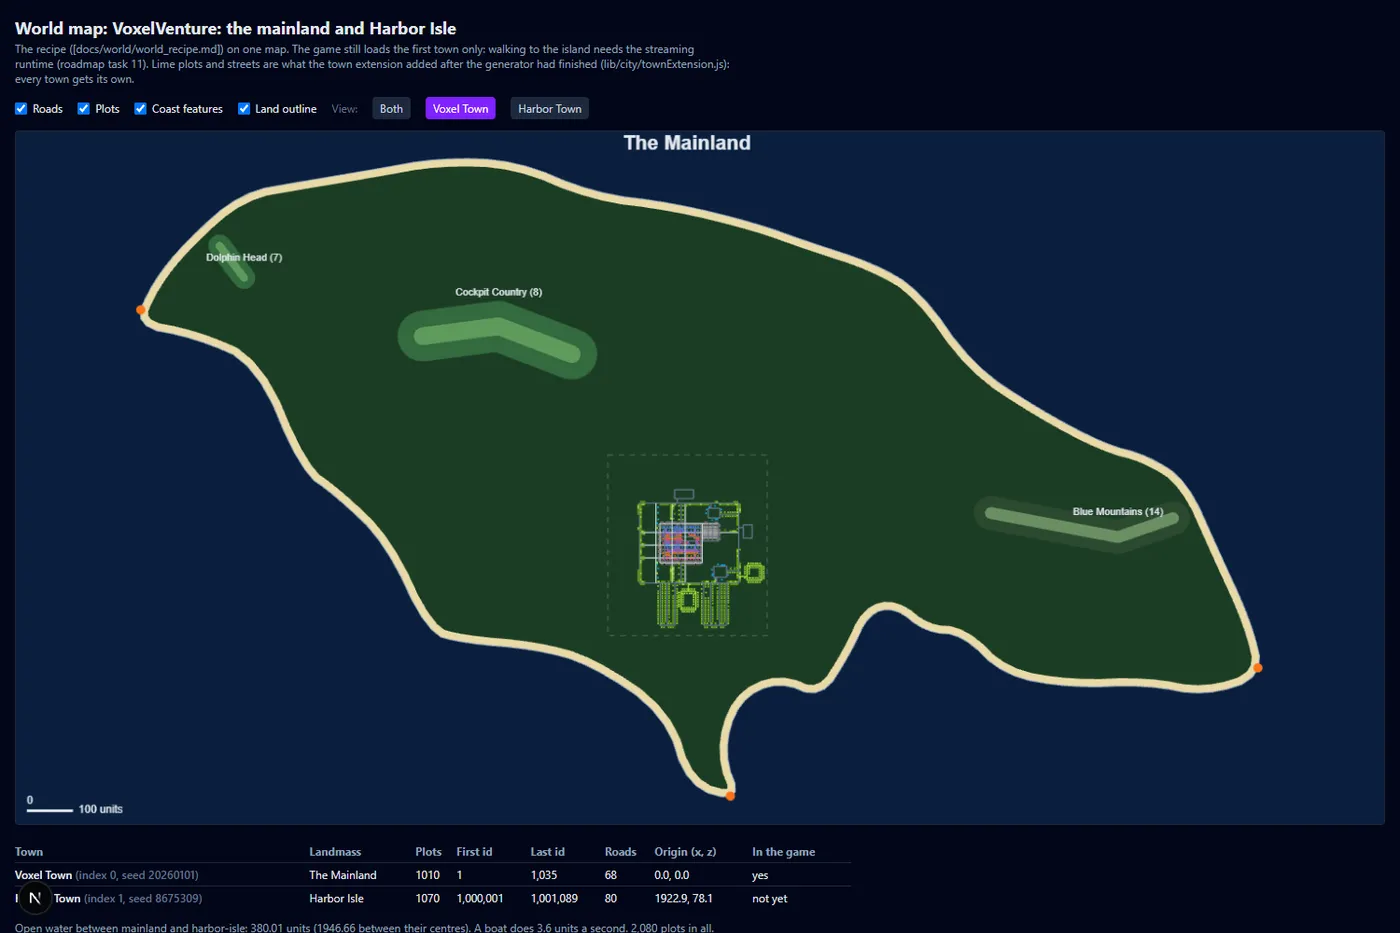 World map: VoxelVenture: the mainland and Harbor Isle
The recipe ([docs/world/world_recipe.md]) on one map. The game still loads the first town only: walking to the island needs the streaming
runtime (roadmap task 11). Lime plots and streets are what the town extension added after the generator had finished (lib/city/townExtension.js):
every town gets its own.
Roads Plots Coast features Land outline View: Both Voxel Town Harbor Town
The Mainland
Dolphin Head (7)
Cockpit Country (8)
Blue Mountains (14)
0
100 units
Town Landmass Plots First id Last id Roads Origin (x, z) In the game
Voxel Town (index 0, seed 20260101) The Mainland 1010 1 1,035 68 0.0, 0.0 yes
N Town (index 1, seed 8675309) Harbor Isle 1070 1,000,001 1,001,089 80 1922.9, 78.1 not yet
Open water between mainland and harbor-isle: 380.01 units (1946.66 between their centres). A boat does 3.6 units a second. 2,080 plots in all.